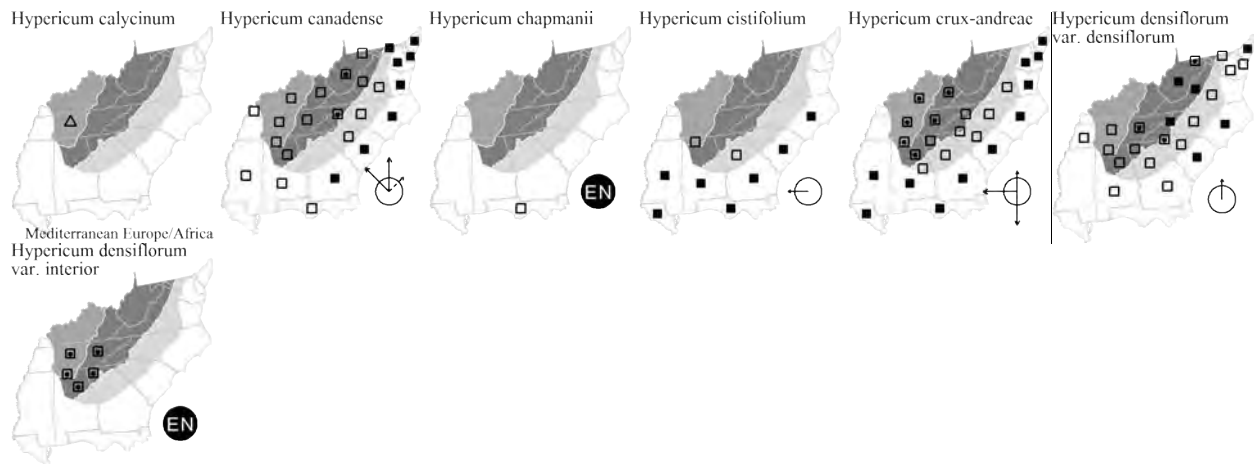 Hypericum calycinum
Hypericum canadense
Hypericum chapmanii
Hypericum cistifolium
Hypericum crux-andreae
Hypericum densiflorum
var. densiflorum
EN
Mediterranean Europe/Africa
Hypericum densiflorum
var. interior
EN